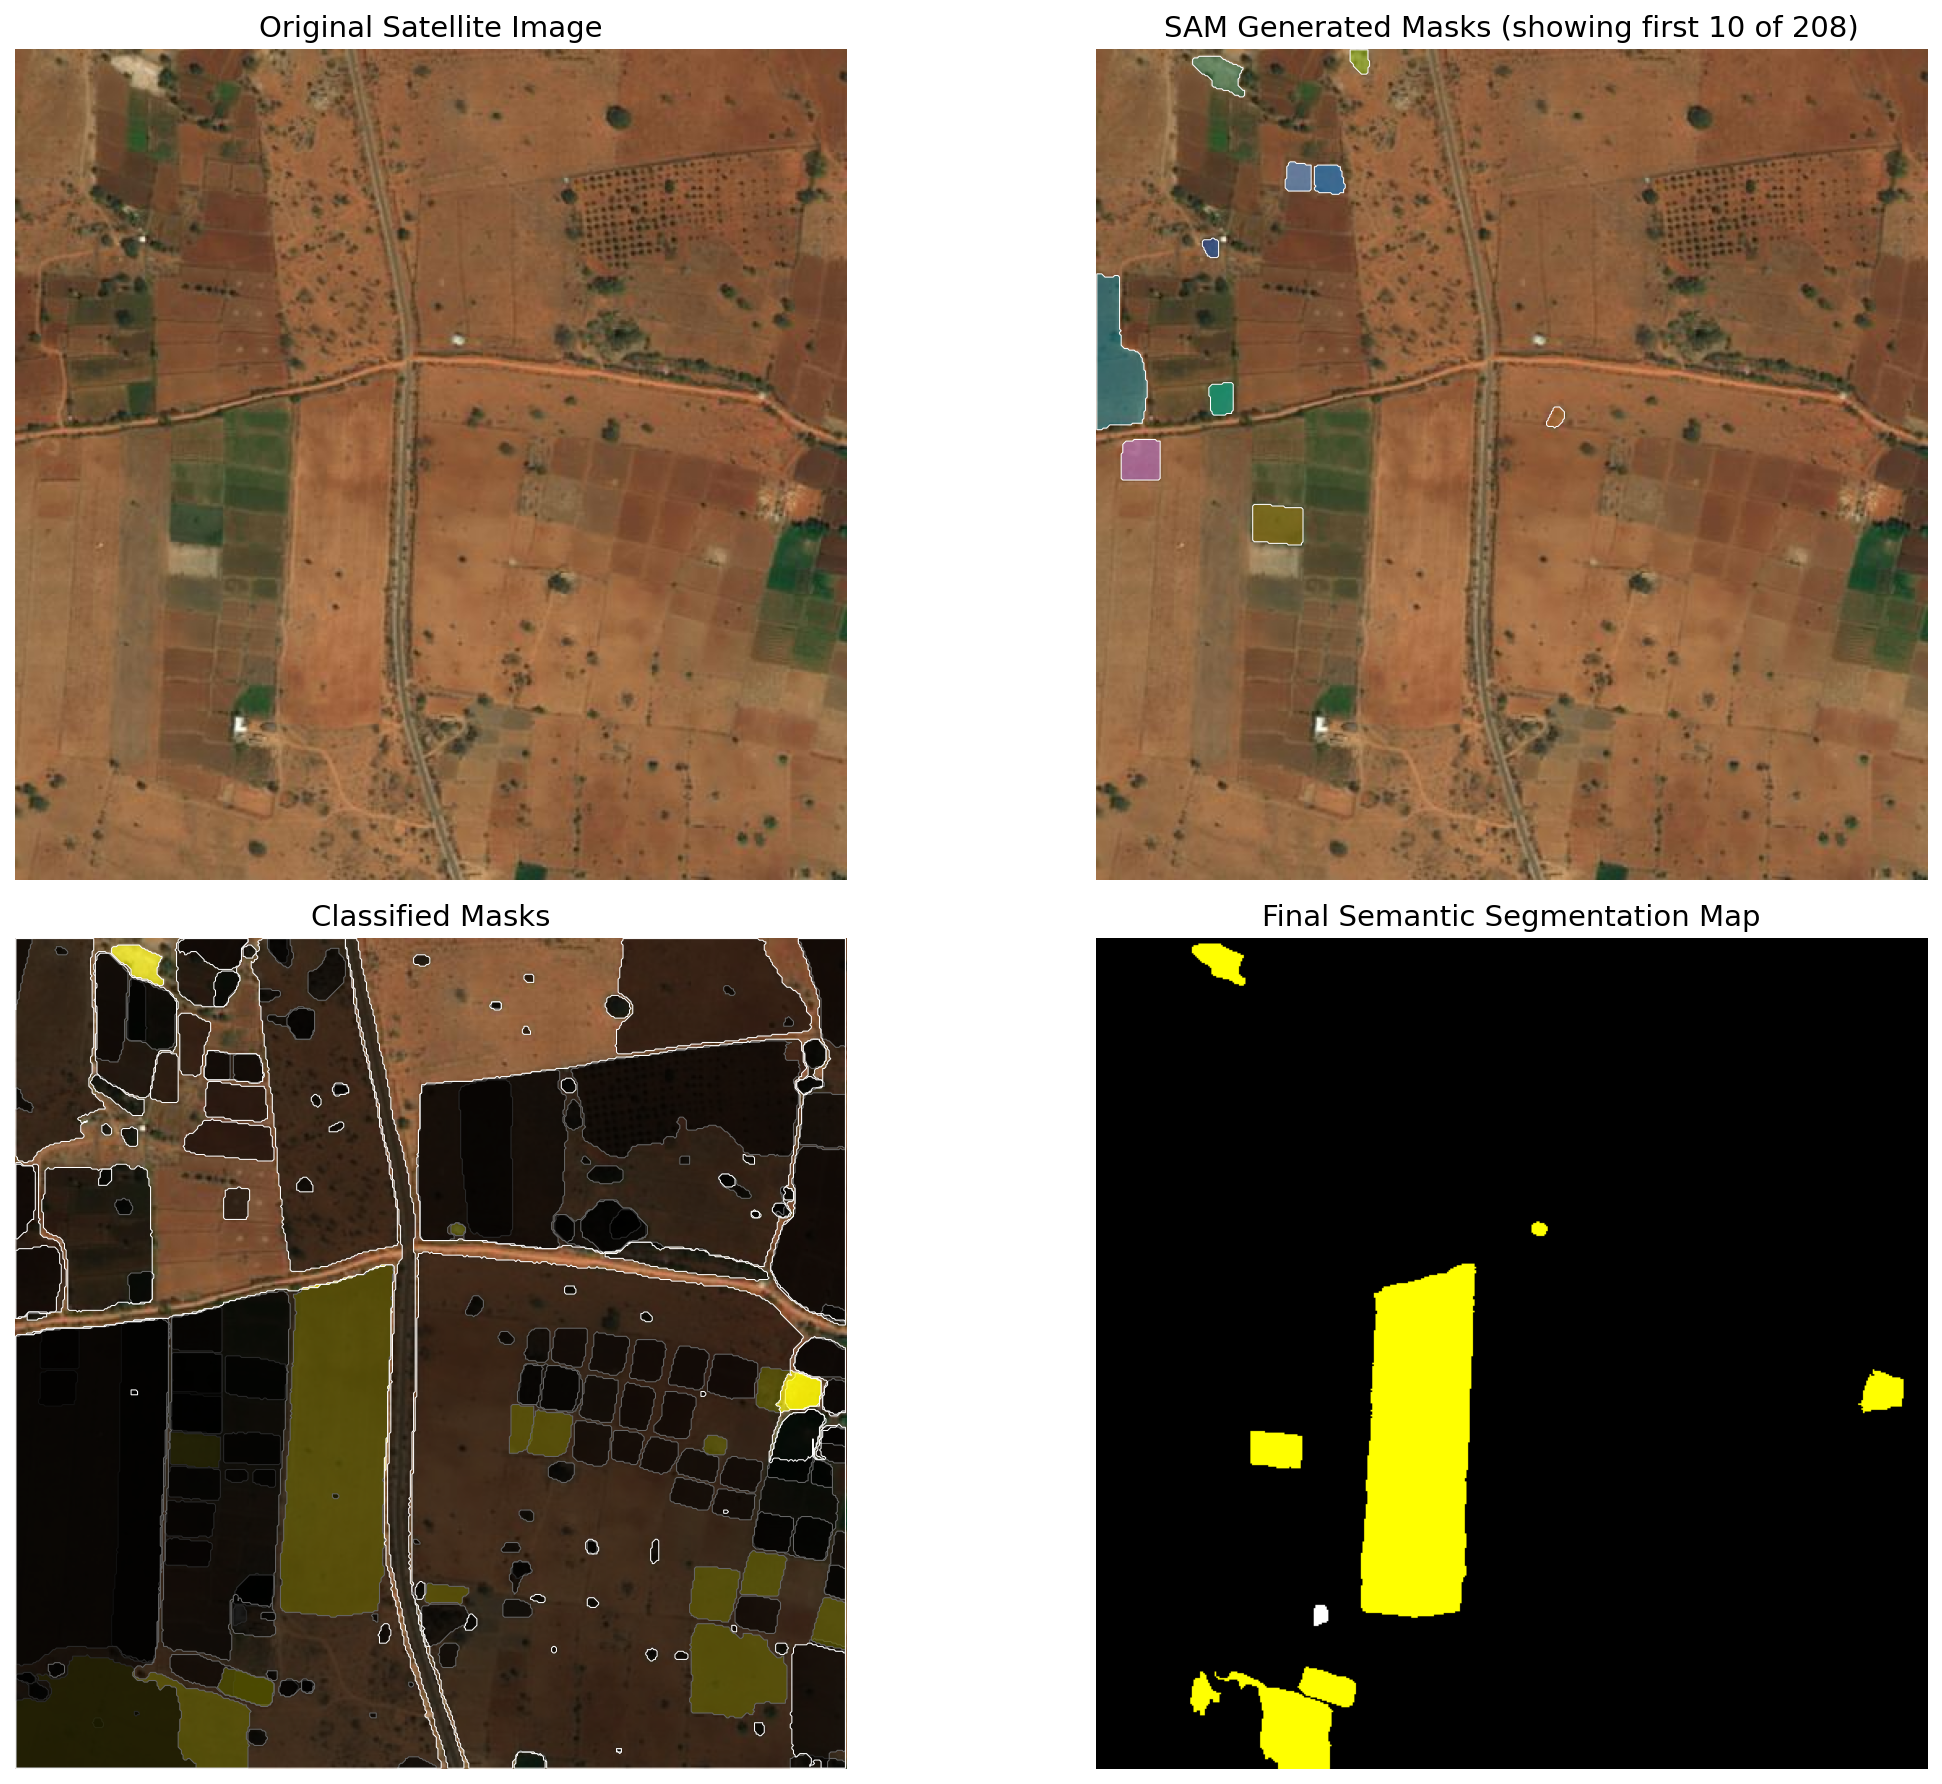 Original Satellite Image
SAM Generated Masks (showing first 10 of 208)
Classified Masks
Final Semantic Segmentation Map